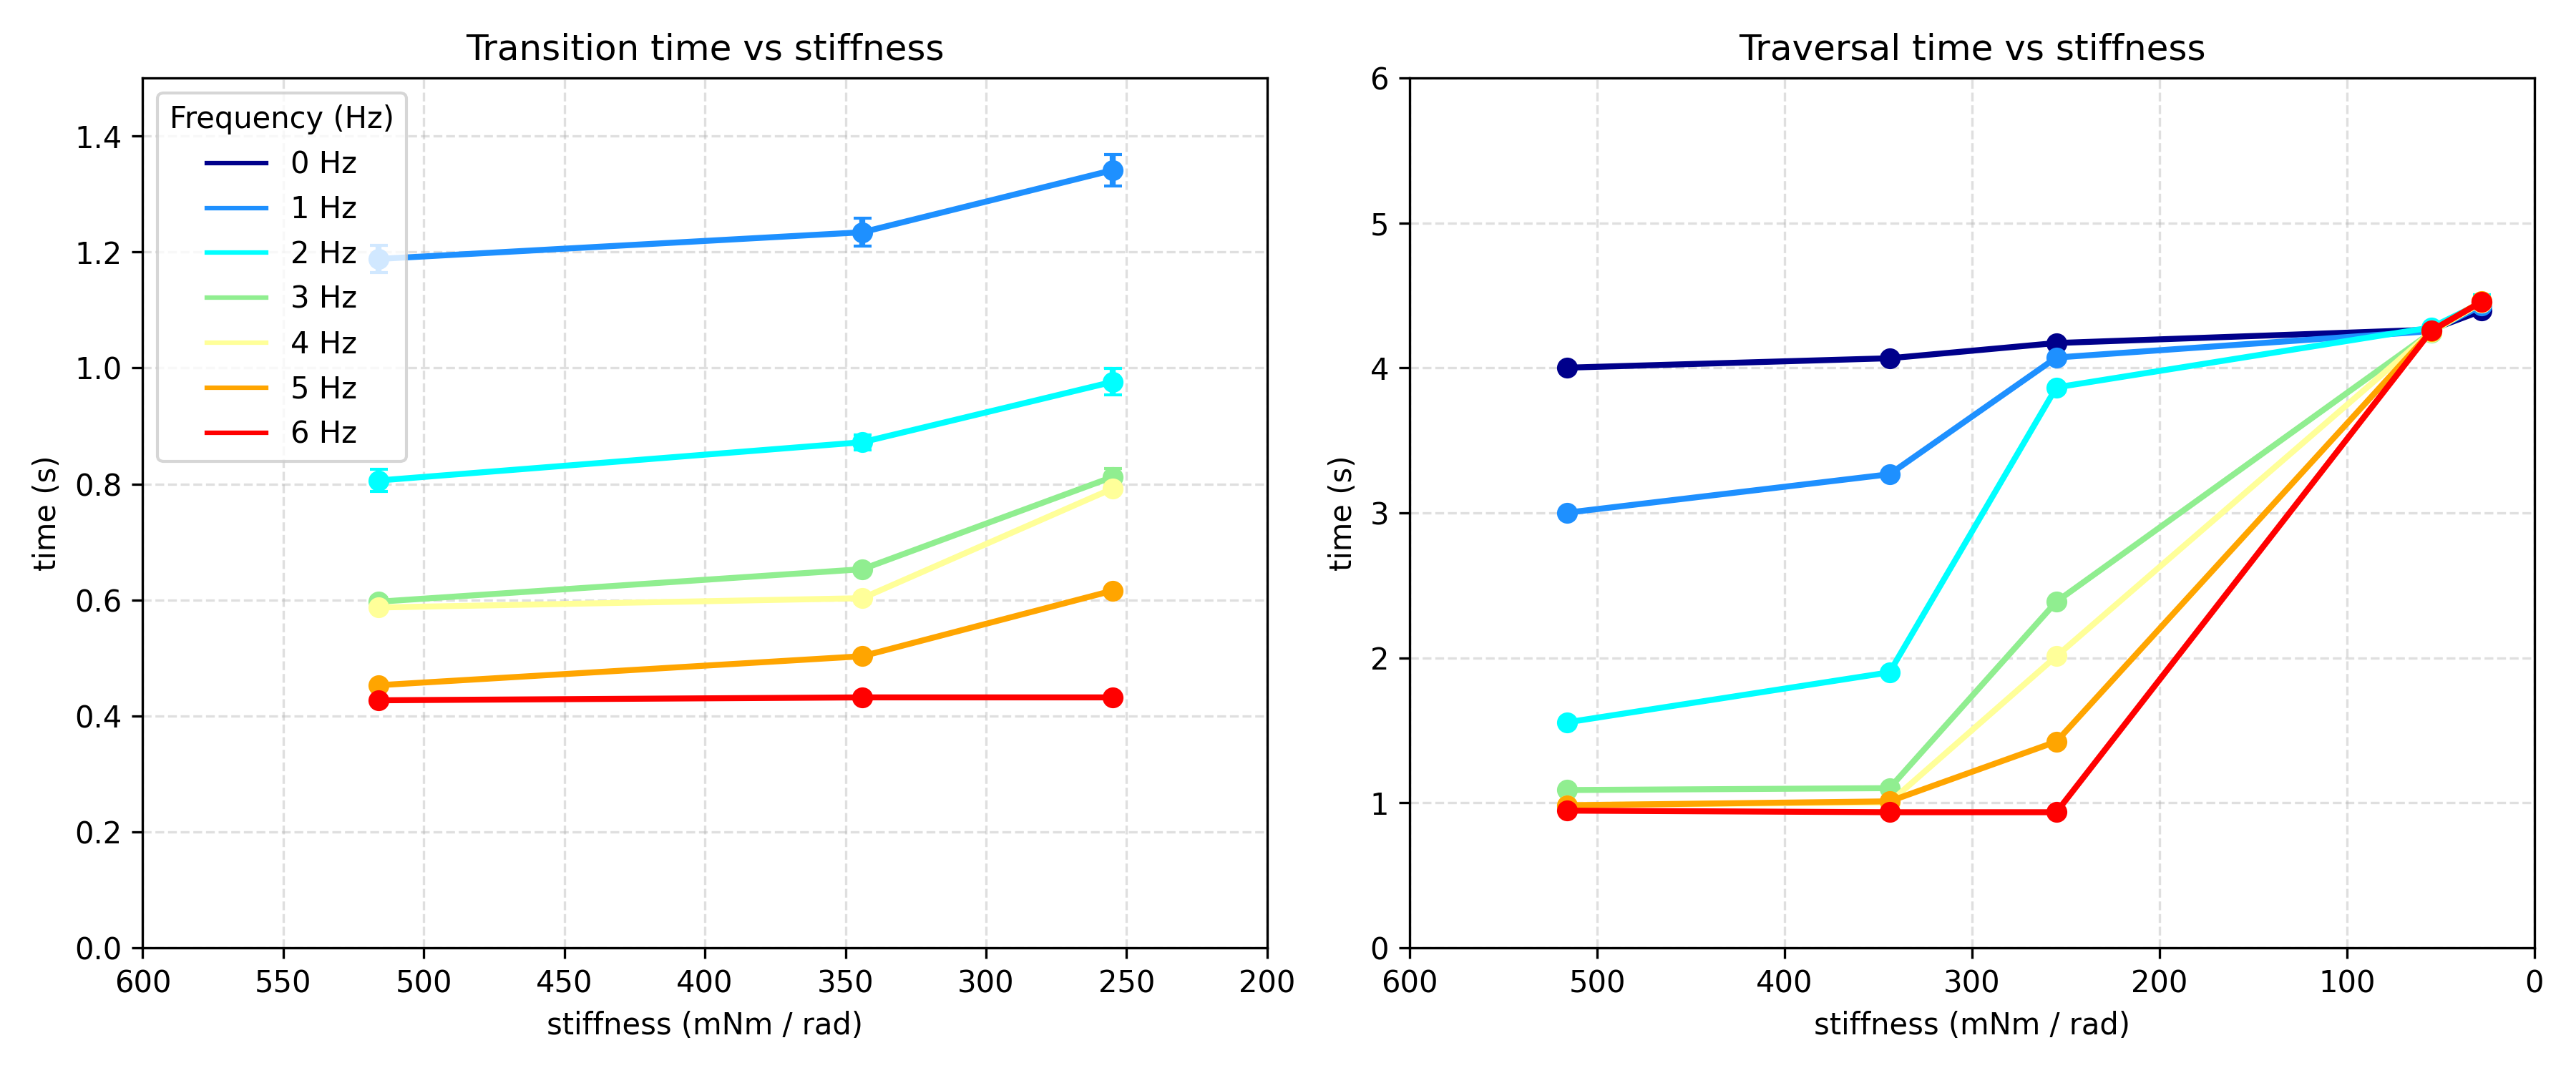 Transition time vs stiffness
Frequency (Hz)
0 Hz
1 Hz
2 Hz
3 Hz
4 Hz
5 Hz
6 Hz
1.4
1.2
1.0
0.8
0.6
0.4
0.2
0.0
time (s)
600 550 500 450 400 350 300 250 200
stiffness (mNm / rad)
Traversal time vs stiffness
6
5
4
3
2
1
0
time (s)
600 500 400 300 200 100 0
stiffness (mNm / rad)